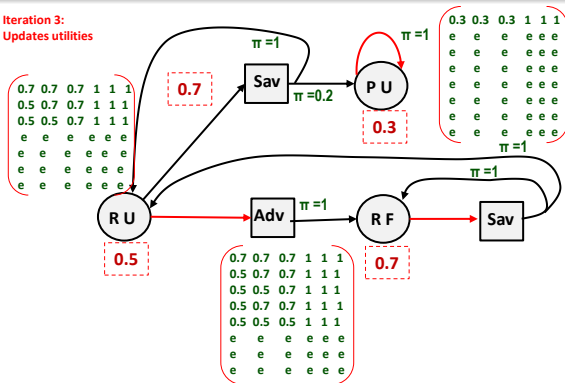 Iteration 3:
Updates utilities
π =1
π =1
0.3 0.3 0.3 1 1 1
e e e e e e
e e e e e e
e e e e e e
e e e e e e
e e e e e e
e e e e e e
e e e e e e
0.7 0.7 0.7 1 1 1
0.5 0.7 0.7 1 1 1
0.5 0.5 0.7 1 1 1
e e e e e e
e e e e e e
e e e e e e
e e e e e e
0.7
Sav
π =0.2
P U
0.3
π =1
π =1
R U
0.5
Adv
π =1
R F
0.7
Sav
0.7 0.7 0.7 1 1 1
0.5 0.7 0.7 1 1 1
0.5 0.7 0.7 1 1 1
0.5 0.7 0.7 1 1 1
0.5 0.5 0.5 1 1 1
e e e e e e
e e e e e e
e e e e e e